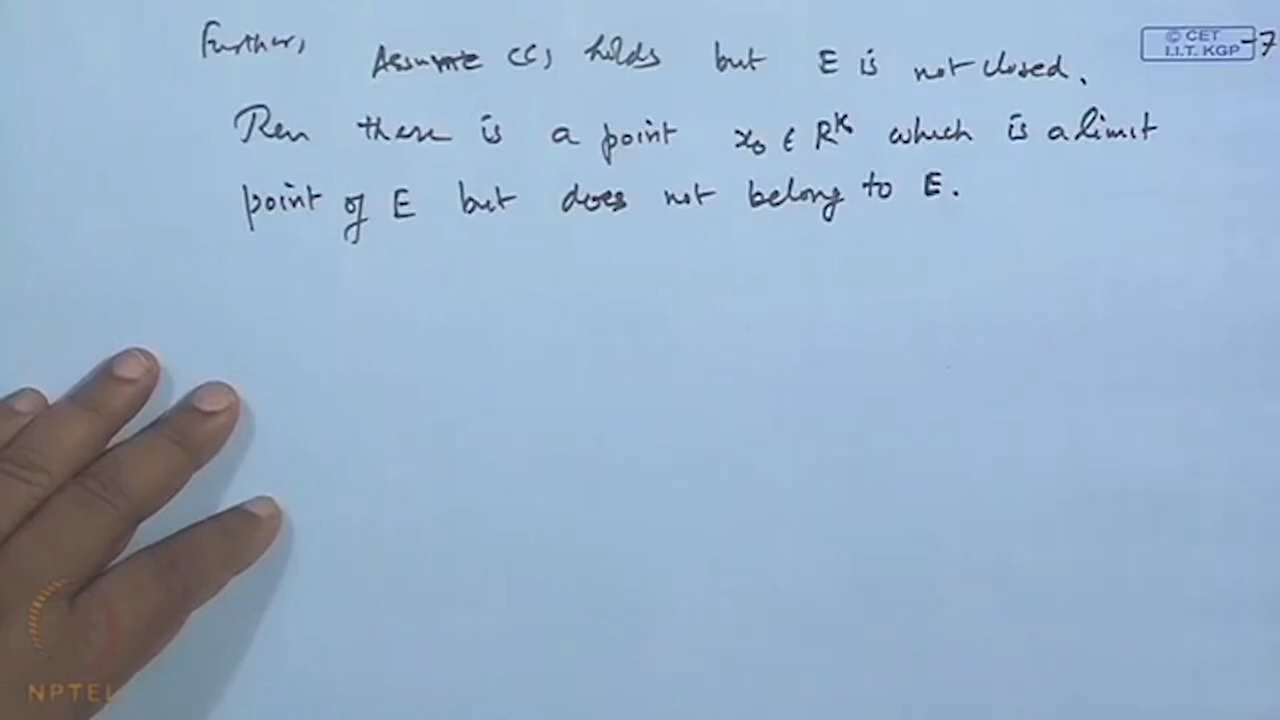 Further, Assume (C) holds but E is not closed.
Then there is a point x₀ ∈ Rᵏ which is a limit
point of E but does not belong to E.
© CET
I.I.T. KGP
-7
NPTEL